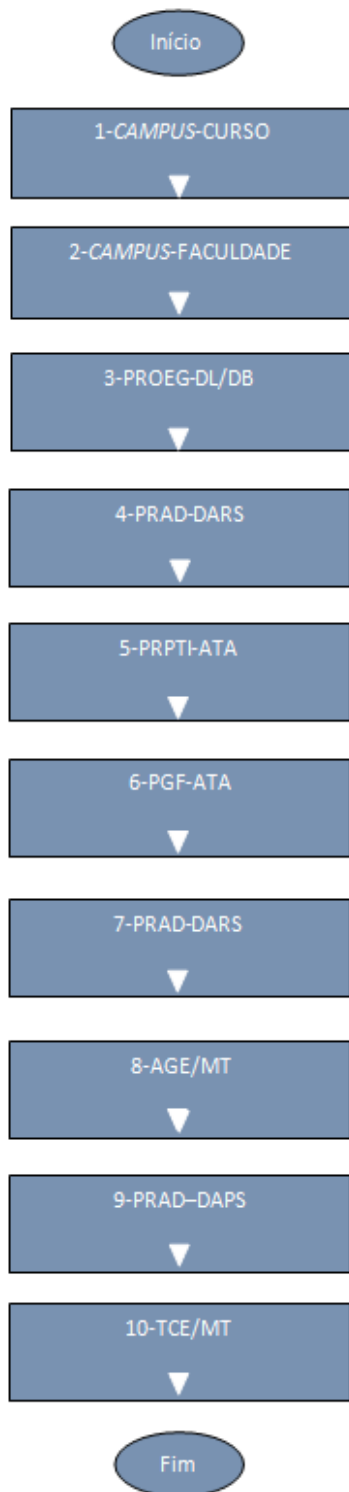 Início
1-CAMPUS-CURSO
2-CAMPUS-FACULDADE
3-PROEG-DL/DB
4-PRAD-DARS
5-PRPTI-ATA
6-PGF-ATA
7-PRAD-DARS
8-AGE/MT
9-PRAD–DAPS
10-TCE/MT
Fim